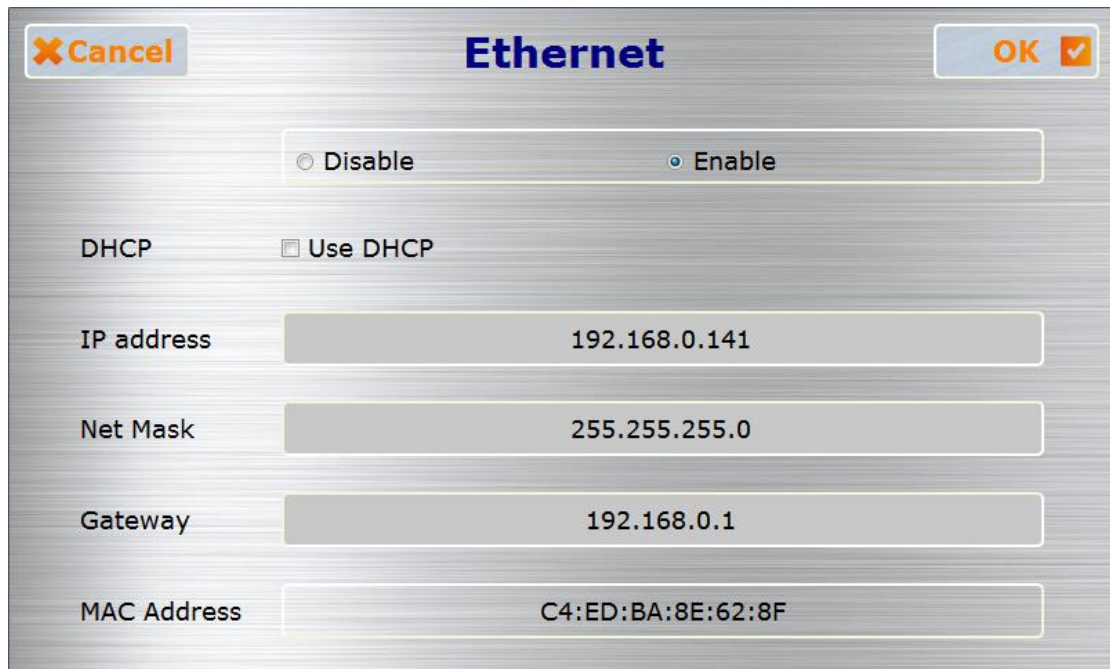 Cancel
Ethernet
OK
Disable
Enable
DHCP
Use DHCP
IP address
192.168.0.141
Net Mask
255.255.255.0
Gateway
192.168.0.1
MAC Address
C4:ED:BA:8E:62:8F